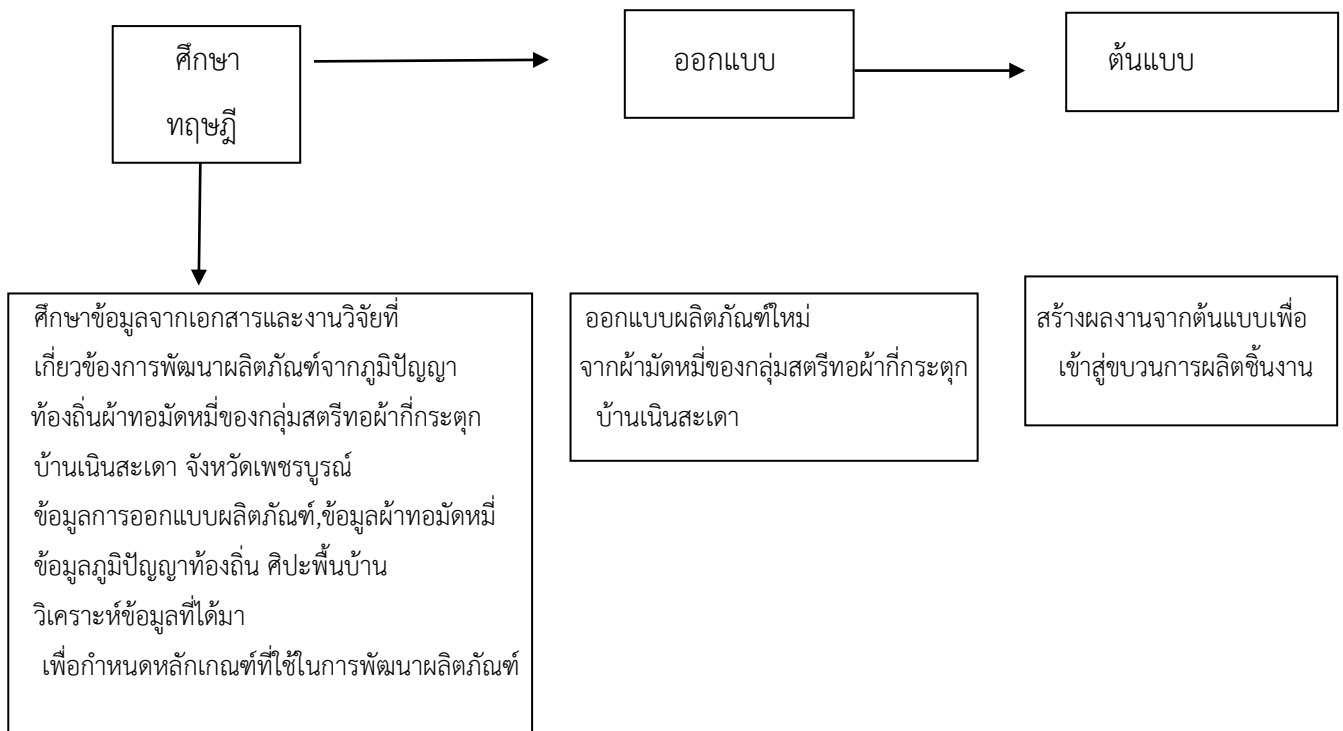 ศึกษา
ทฤษฎี
ออกแบบ
ต้นแบบ
ศึกษาข้อมูลจากเอกสารและงานวิจัยที่
เกี่ยวข้องการพัฒนาผลิตภัณฑ์จากภูมิปัญญา
ท้องถิ่นผ้าทอมัดหมี่ของกลุ่มสตรีทอผ้ากี่กระตุก
บ้านเนินสะเดา จังหวัดเพชรบูรณ์
ข้อมูลการออกแบบผลิตภัณฑ์,ข้อมูลผ้าทอมัดหมี่
ข้อมูลภูมิปัญญาท้องถิ่น ศิปะพื้นบ้าน
วิเคราะห์ข้อมูลที่ได้มา
เพื่อกำหนดหลักเกณฑ์ที่ใช้ในการพัฒนาผลิตภัณฑ์
ออกแบบผลิตภัณฑ์ใหม่
จากผ้ามัดหมี่ของกลุ่มสตรีทอผ้ากี่กระตุก
บ้านเนินสะเดา
สร้างผลงานจากต้นแบบเพื่อ
เข้าสู่ขบวนการผลิตชิ้นงาน